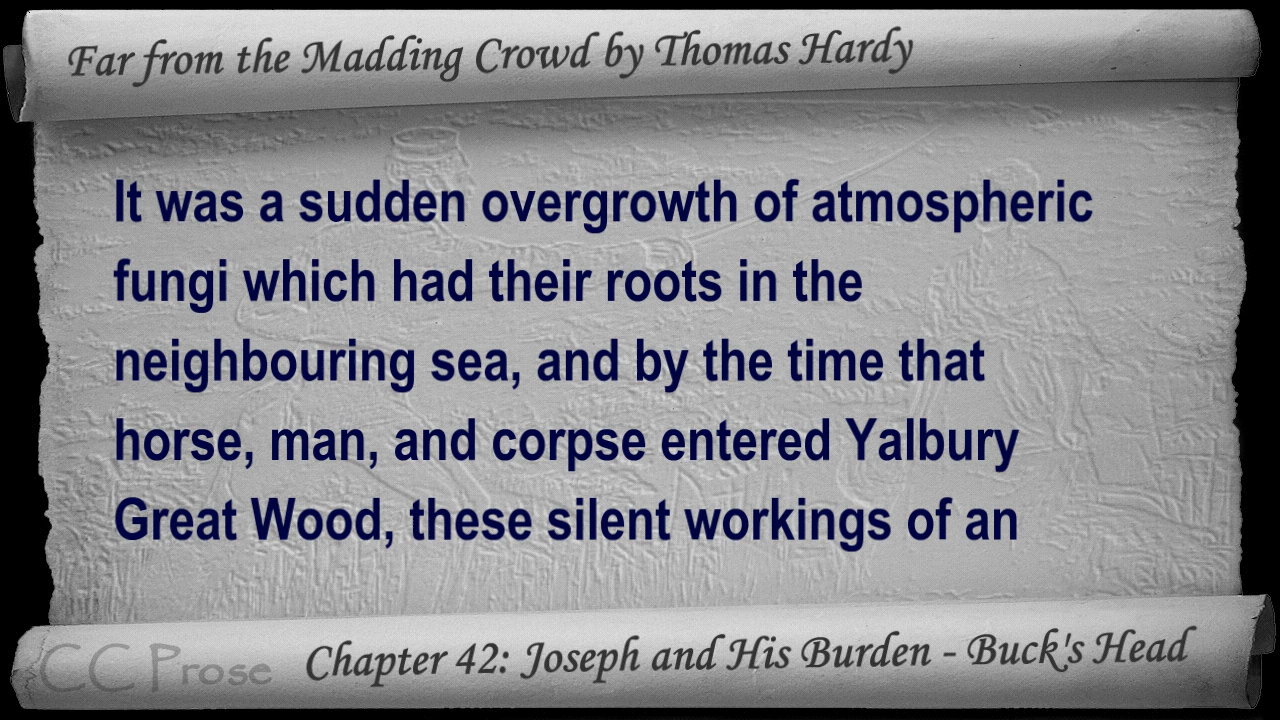 Far from the Madding Crowd by Thomas Hardy
It was a sudden overgrowth of atmospheric
fungi which had their roots in the
neighbouring sea, and by the time that
horse, man, and corpse entered Yalbury
Great Wood, these silent workings of an
CC Prose
Chapter 42: Joseph and His Burden - Buck's Head